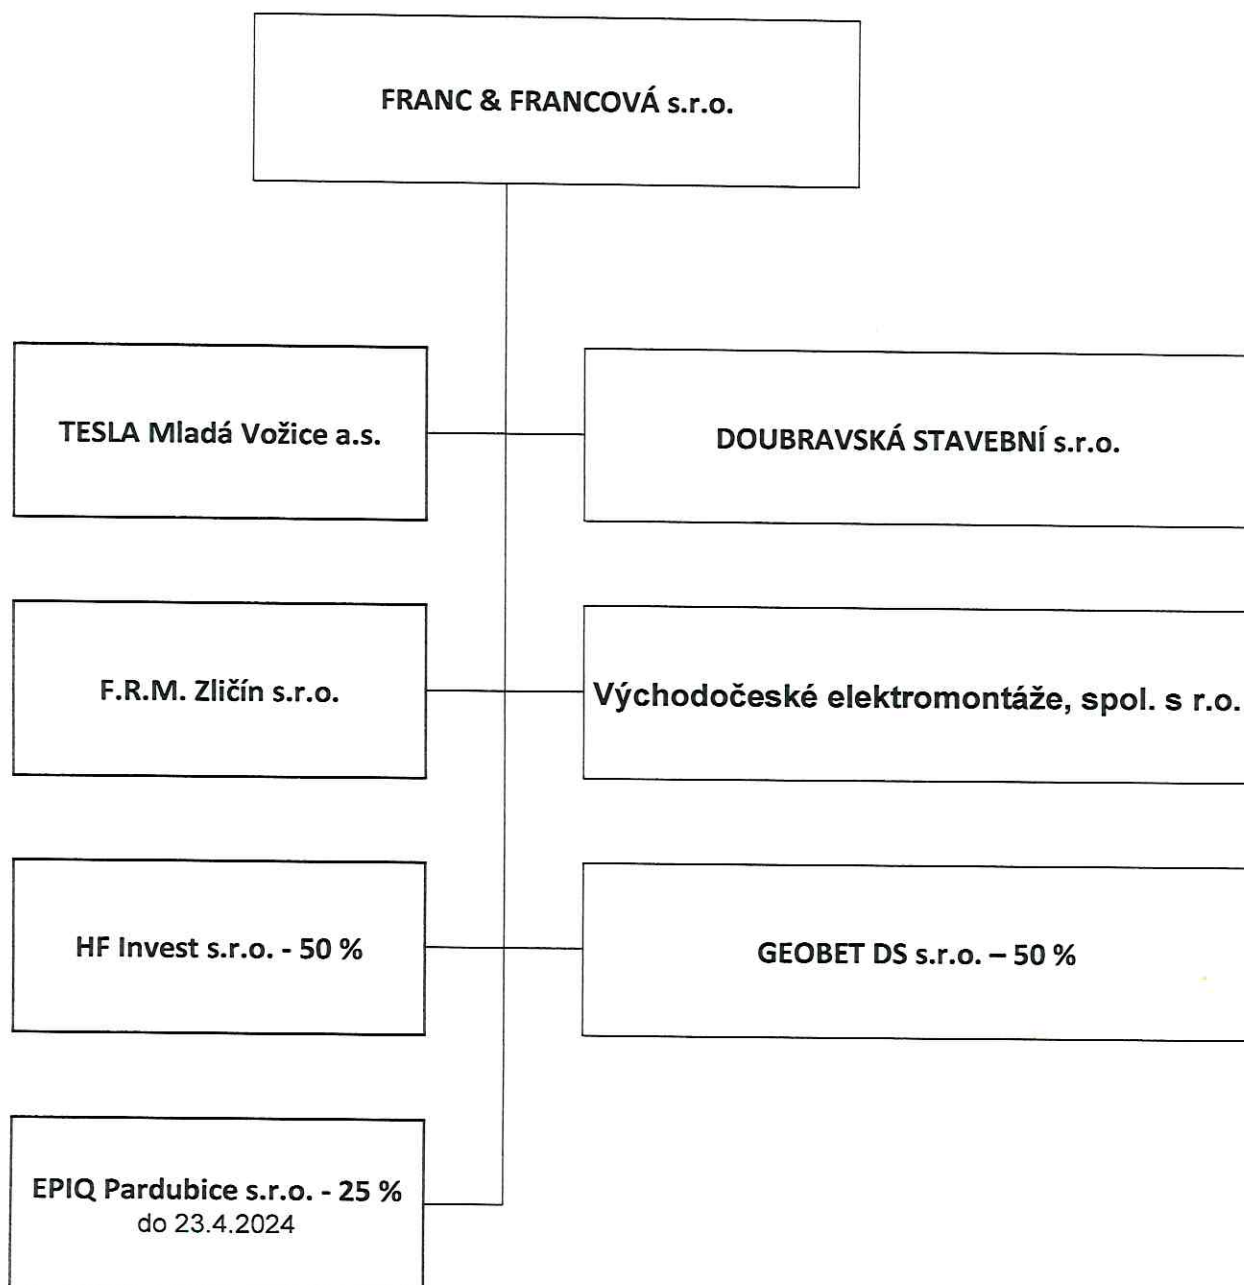 FRANC & FRANCOVÁ s.r.o.
TESLA Mladá Vožice a.s.
DOUBRAVSKÁ STAVEBNÍ s.r.o.
F.R.M. Zličín s.r.o.
Východočeské elektromontáže, spol. s r.o.
HF Invest s.r.o. - 50 %
GEOBET DS s.r.o. – 50 %
EPIQ Pardubice s.r.o. - 25 %
do 23.4.2024